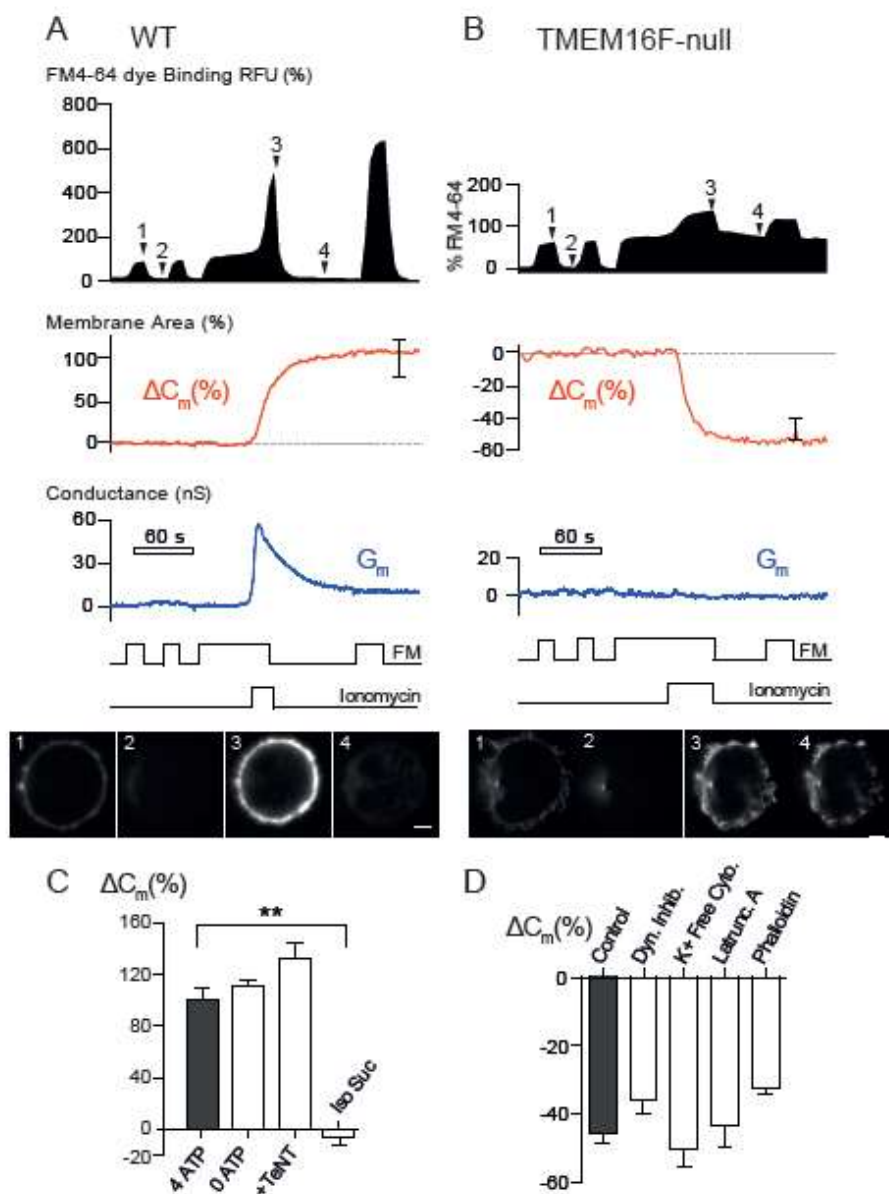 A WT
FM4-64 dye Binding RFU (%)
800
600
400
200
0
1
2
3
4
Membrane Area (%)
100
50
0
ΔCm(%)
Conductance (nS)
60
30
0
60 s
Gm
FM
Ionomycin
1 2 3 4
B TMEM16F-null
% FM4-64
200
100
0
1
2
3
4
0
-20
-40
-60
ΔCm(%)
20
0
60 s
Gm
FM
Ionomycin
1 2 3 4
C ΔCm(%)
160
120
80
40
0
-20
**
4 ATP
0 ATP
+TeNT
Iso Suc
D ΔCm(%)
Control
Dyn. Inhib.
K+ Free Cyto.
Latrunc. A
Phalloidin
0
-20
-40
-60